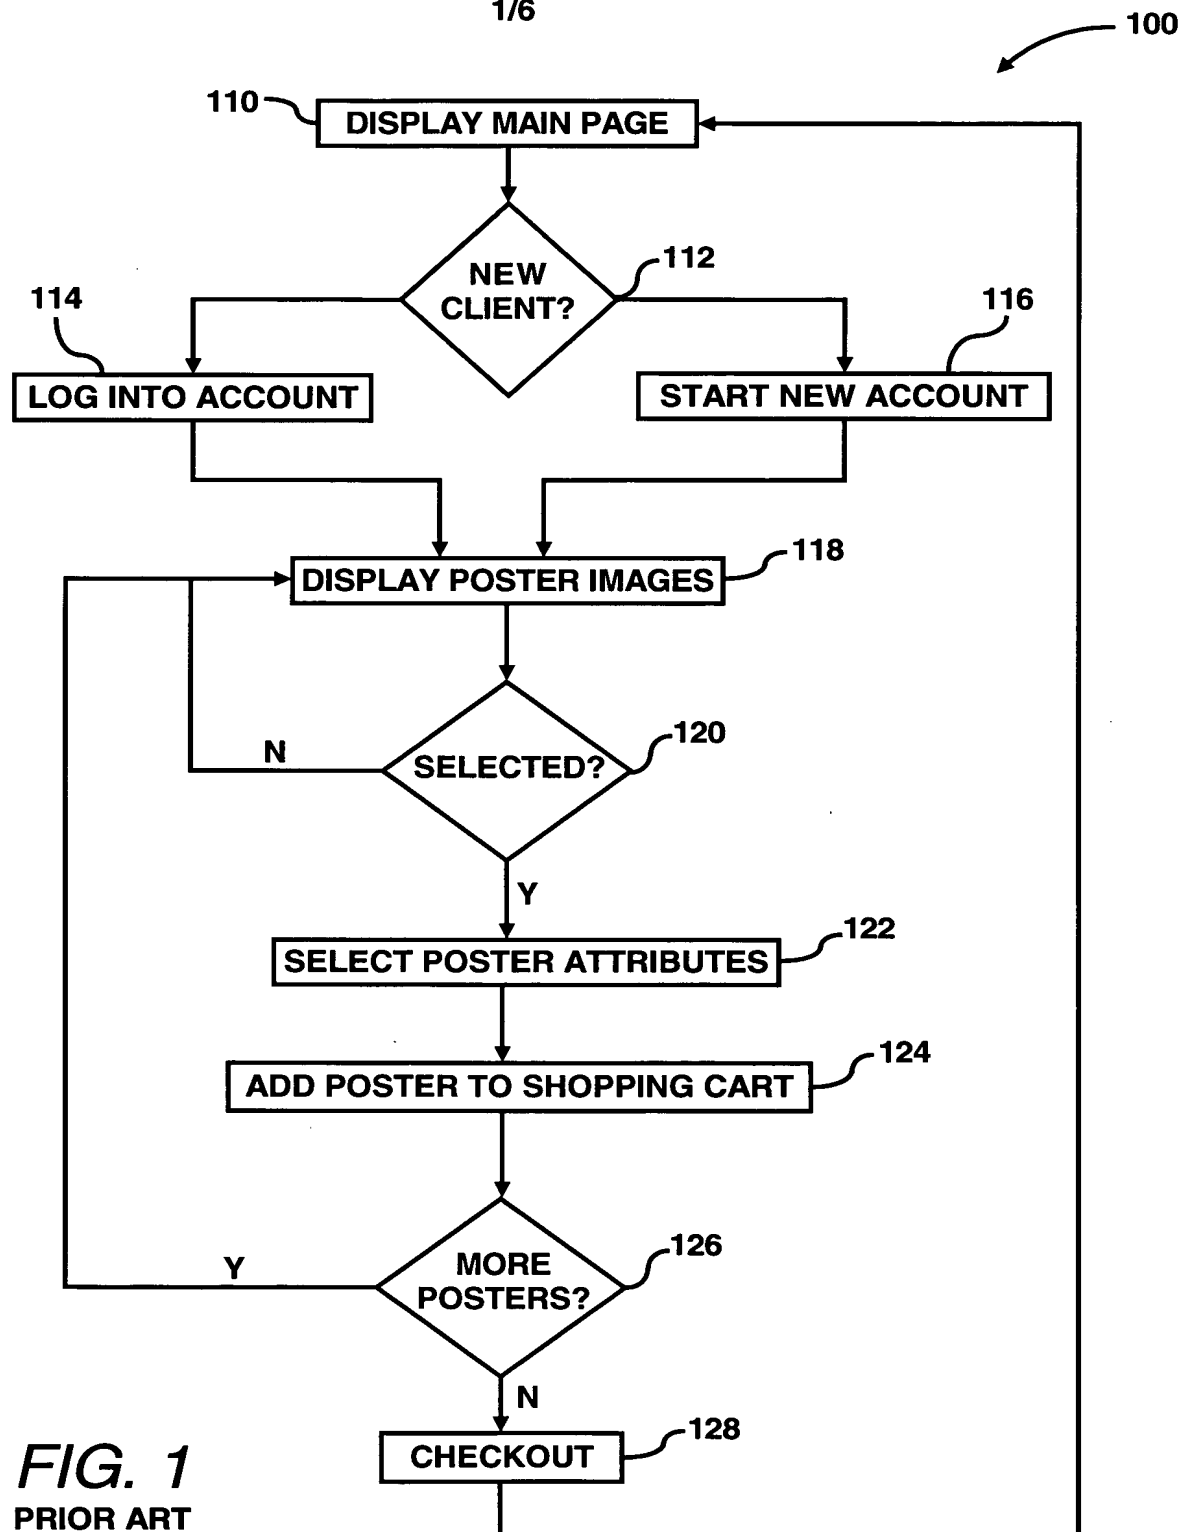 1/6
100
110
DISPLAY MAIN PAGE
NEW
CLIENT?
112
114
116
LOG INTO ACCOUNT
START NEW ACCOUNT
118
DISPLAY POSTER IMAGES
120
SELECTED?
N
Y
122
SELECT POSTER ATTRIBUTES
124
ADD POSTER TO SHOPPING CART
126
MORE
POSTERS?
Y
N
128
CHECKOUT
FIG. 1
PRIOR ART